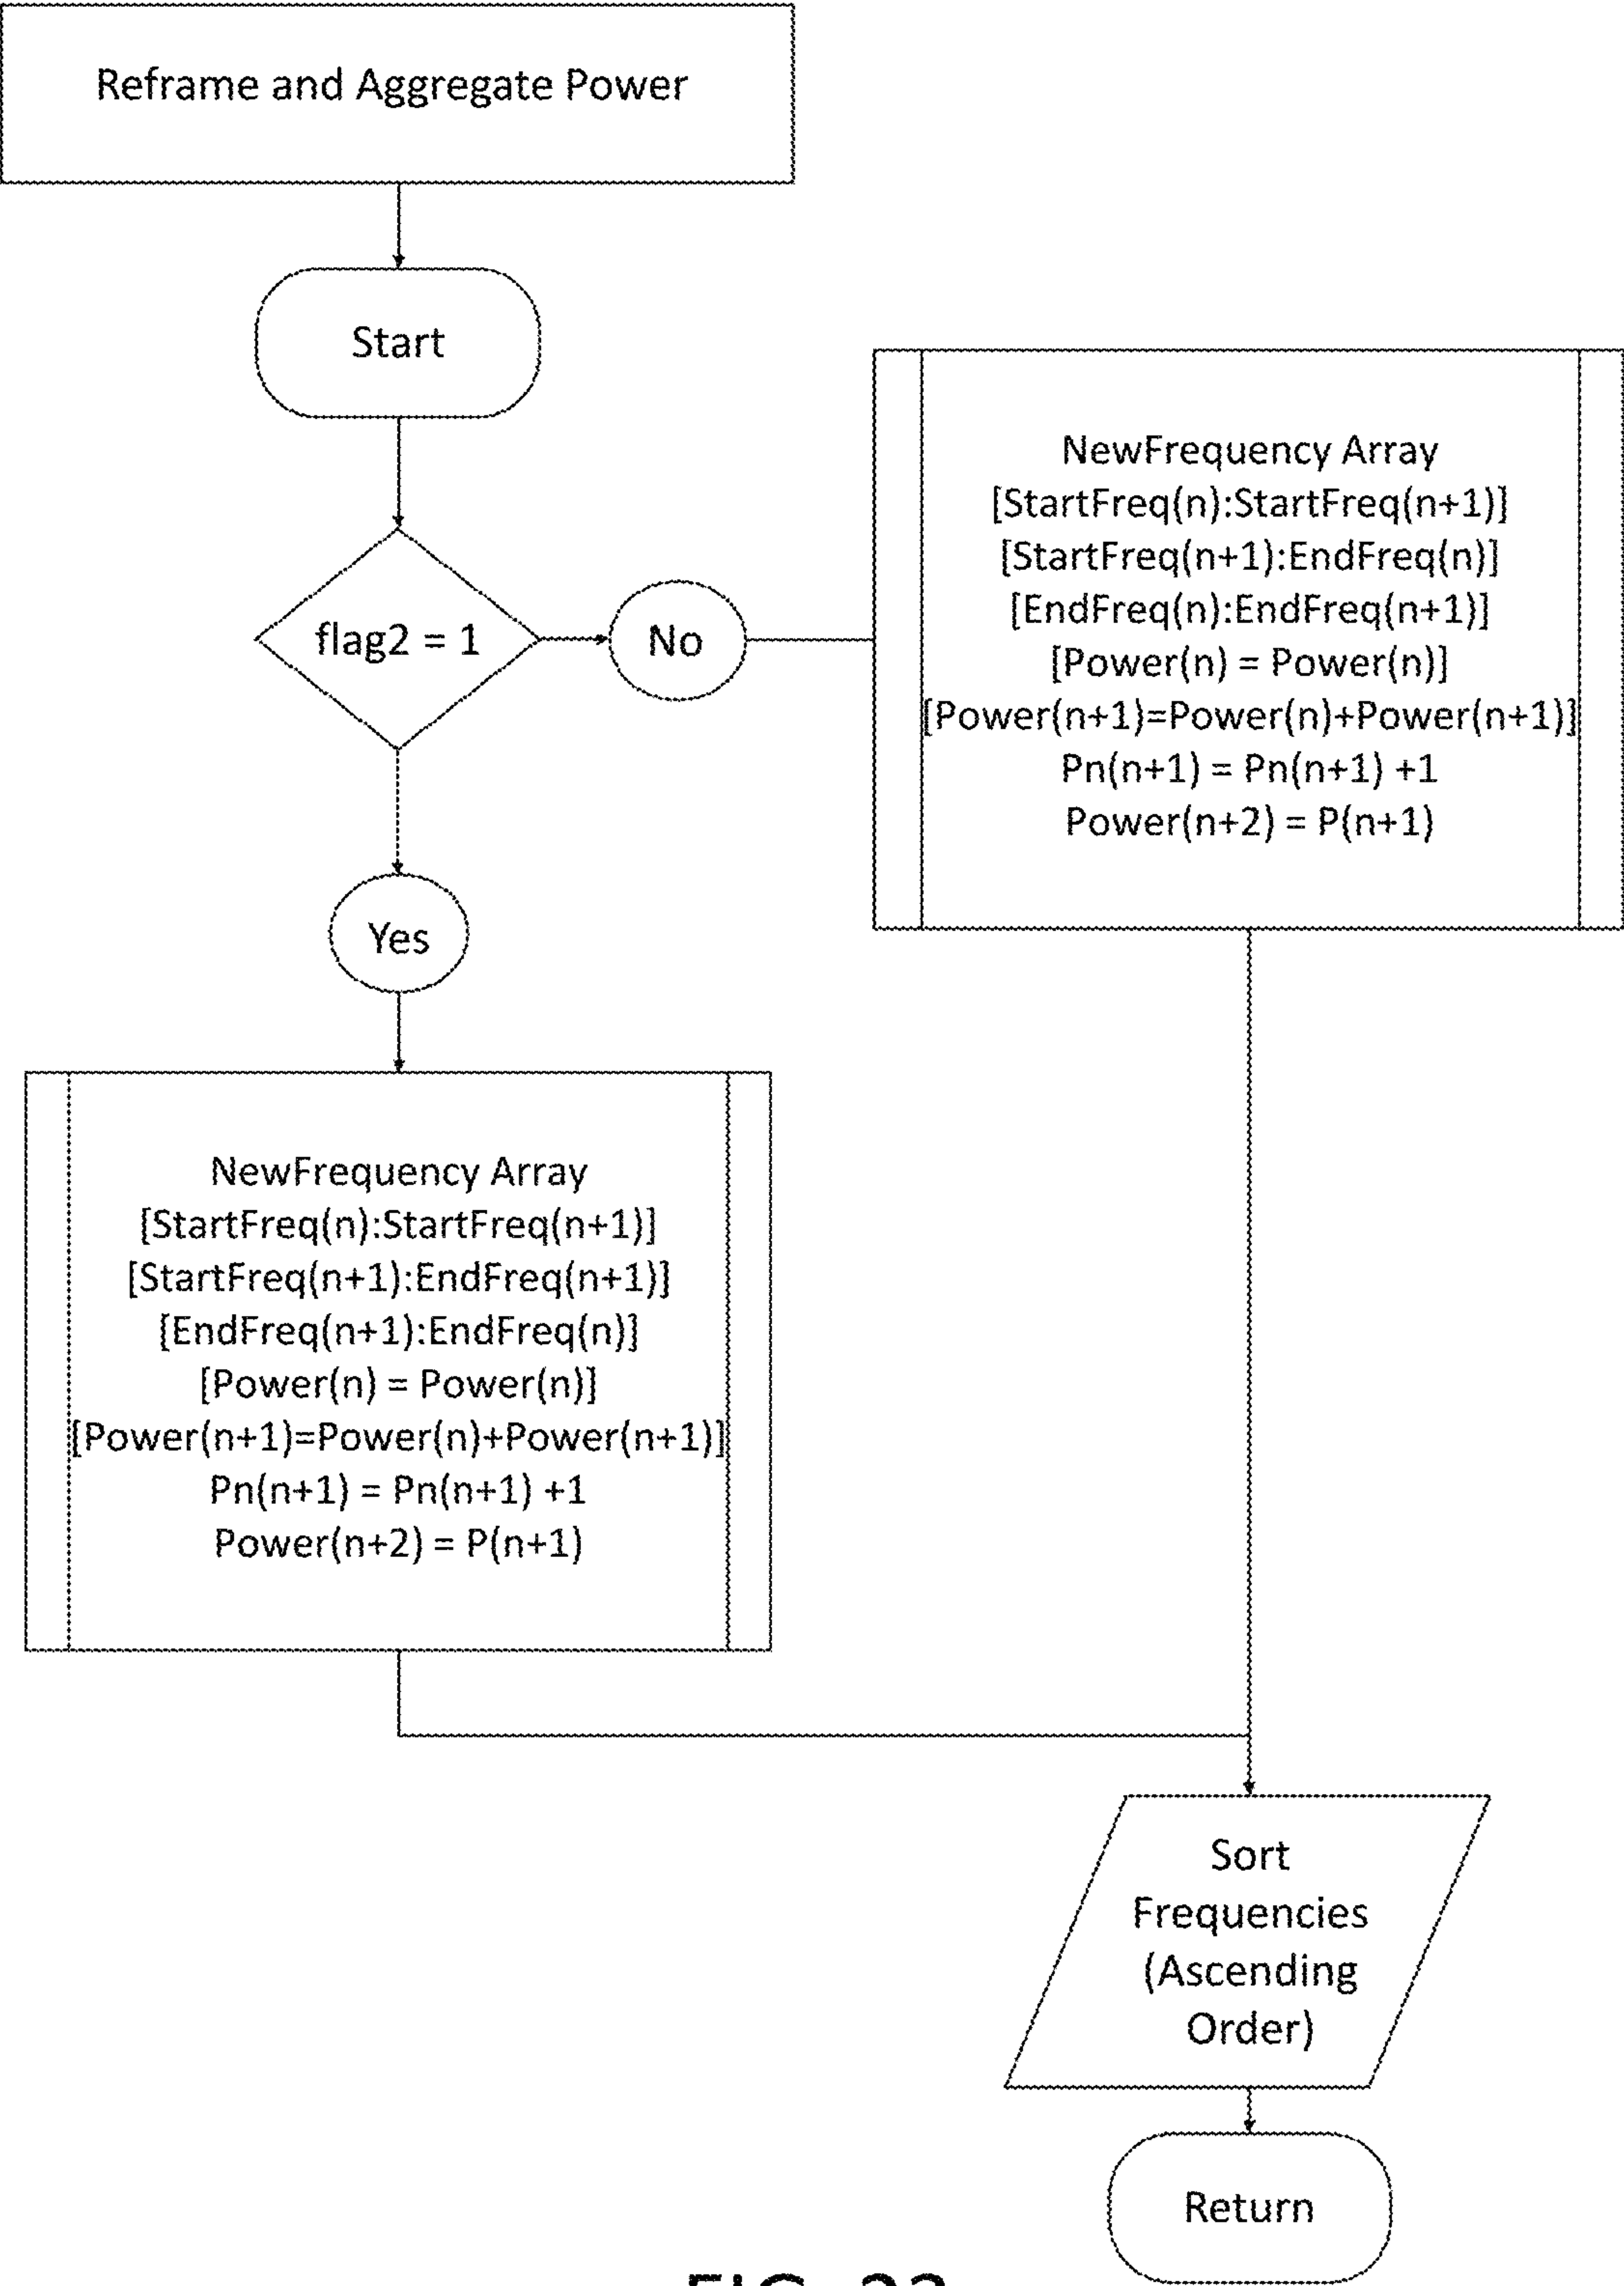 Reframe and Aggregate Power
Start
flag2 = 1
No
NewFrequency Array
[StartFreq(n):StartFreq(n+1)]
[StartFreq(n+1):EndFreq(n)]
[EndFreq(n):EndFreq(n+1)]
[Power(n) = Power(n)]
[Power(n+1)=Power(n)+Power(n+1)]
Pn(n+1) = Pn(n+1) +1
Power(n+2) = P(n+1)
Yes
NewFrequency Array
[StartFreq(n):StartFreq(n+1)]
[StartFreq(n+1):EndFreq(n+1)]
[EndFreq(n+1):EndFreq(n)]
[Power(n) = Power(n)]
[Power(n+1)=Power(n)+Power(n+1)]
Pn(n+1) = Pn(n+1) +1
Power(n+2) = P(n+1)
Sort
Frequencies
(Ascending
Order)
Return